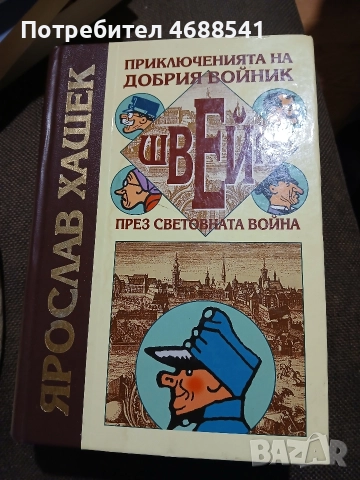 Потребител 4688541
ЯРОСЛАВ ХАШЕК
ПРИКЛЮЧЕНИЯТА НА
ДОБРИЯ ВОЙНИК
ШВЕЙК
ПРЕЗ СВЕТОВНАТА ВОЙНА
BAZAR